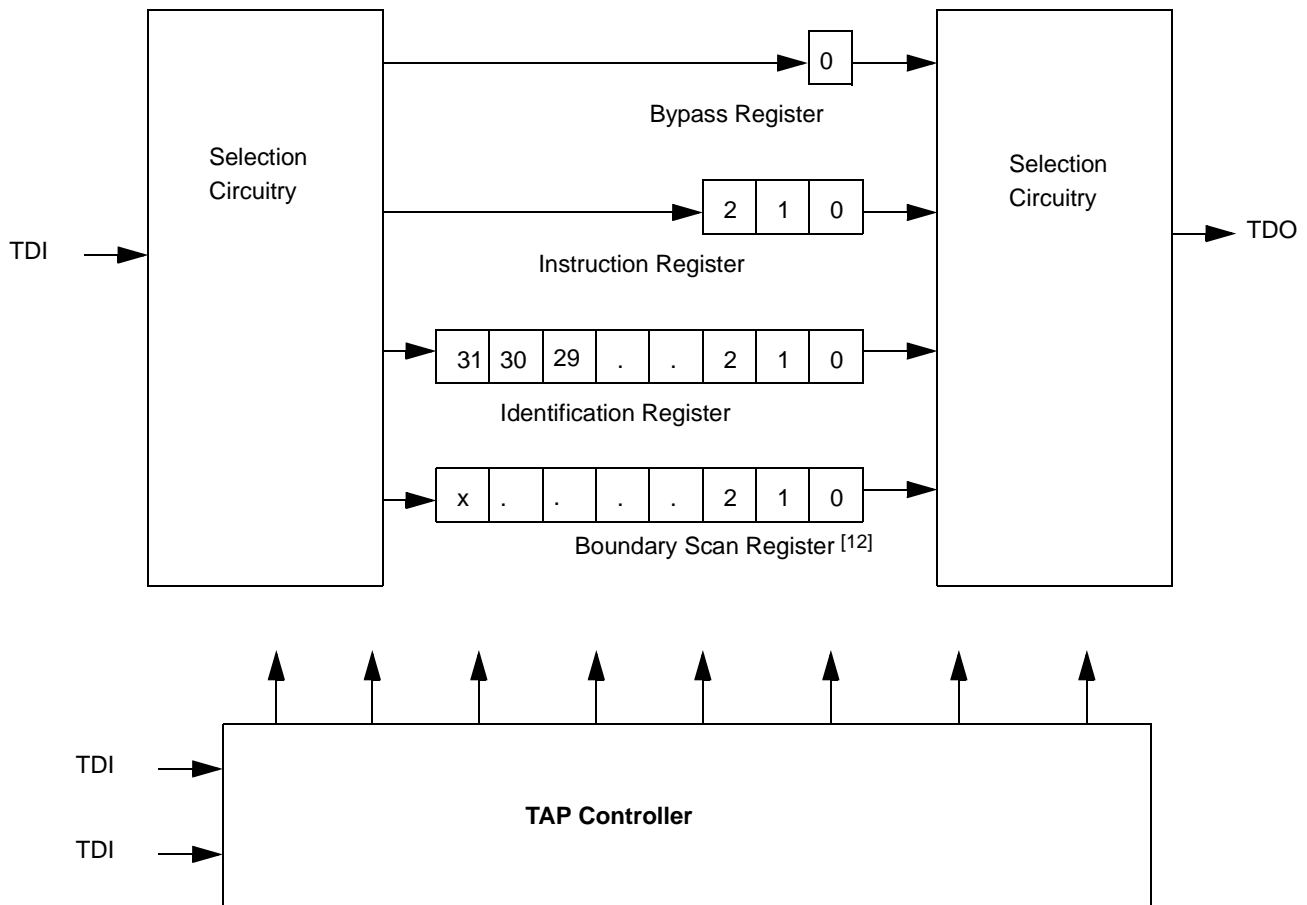 0
Bypass Register
Selection
Circuitry
Selection
Circuitry
2 1 0
TDI
TDO
Instruction Register
31 30 29 . . 2 1 0
Identification Register
x . . . . 2 1 0
Boundary Scan Register [12]
TDI
TAP Controller
TDI